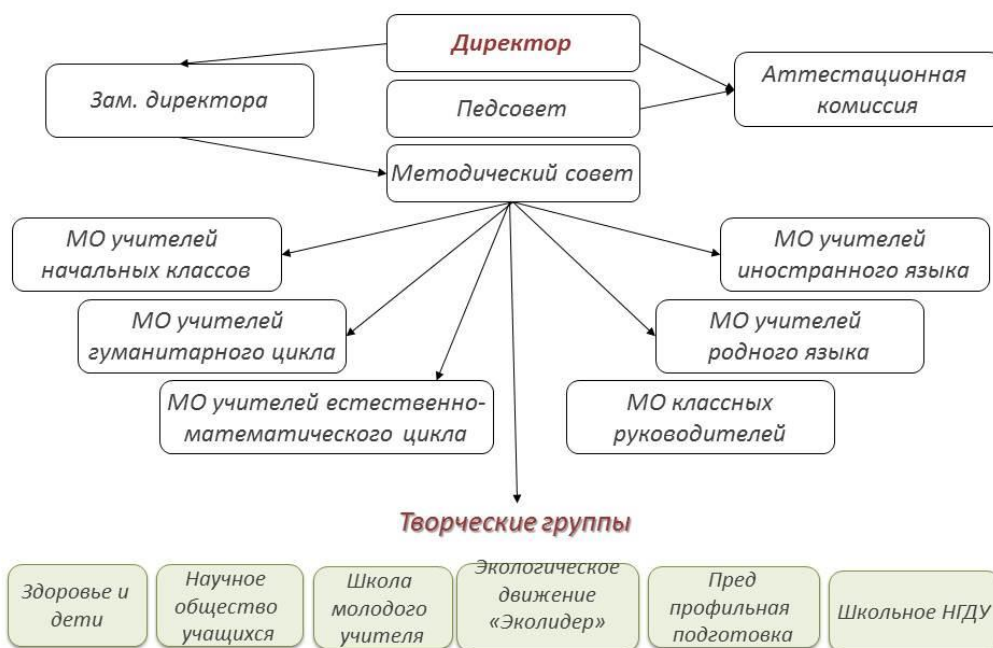 Директор
Зам. директора
Педсовет
Аттестационная
комиссия
Методический совет
МО учителей
начальных классов
МО учителей
иностранного языка
МО учителей
гуманитарного цикла
МО учителей
родного языка
МО учителей естественно-
математического цикла
МО классных
руководителей
Творческие группы
Здоровье и
дети
Научное
общество
учащихся
Школа
молодого
учителя
Экологическое
движение
«Эколидер»
Пред
профильная
подготовка
Школьное НГДУ